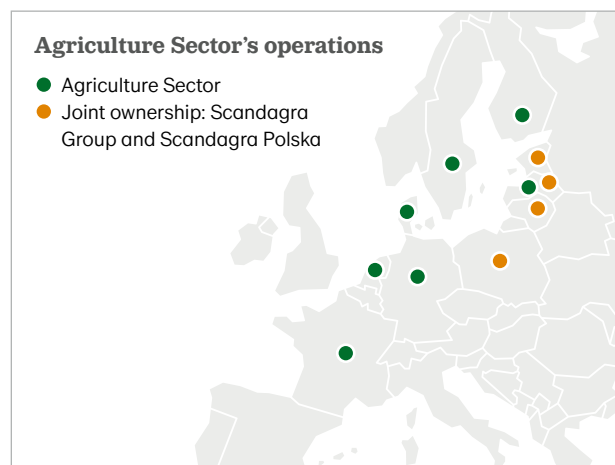 Agriculture Sector's operations
Agriculture Sector
Joint ownership: Scandagra
Group and Scandagra Polska